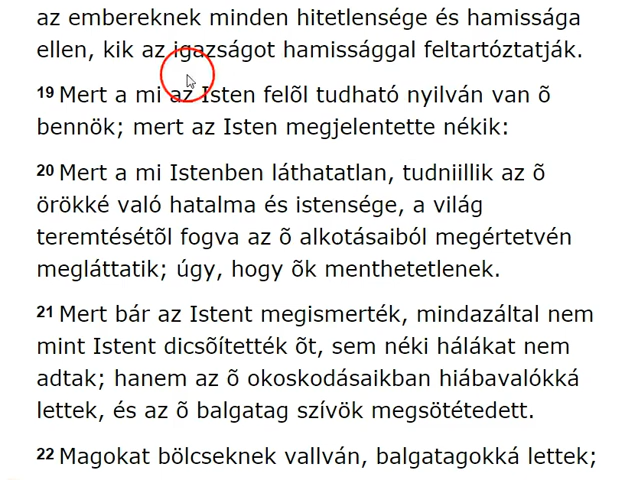 az embereknek minden hitetlensége és hamissága
ellen, kik az igazságot hamissággal feltartóztatják.
19 Mert a mi az Isten felõl tudható nyilván van õ
bennök; mert az Isten megjelentette nékik:
20 Mert a mi Istenben láthatatlan, tudniillik az õ
örökké való hatalma és istensége, a világ
teremtésétõl fogva az õ alkotásaiból megértetvén
megláttatik; úgy, hogy õk menthetetlenek.
21 Mert bár az Istent megismerték, mindazáltal nem
mint Istent dicsõítették õt, sem néki hálákat nem
adtak; hanem az õ okoskodásaikban hiábavalókká
lettek, és az õ balgatag szívök megsötétedett.
22 Magokat bölcseknek vallván, balgatagokká lettek;